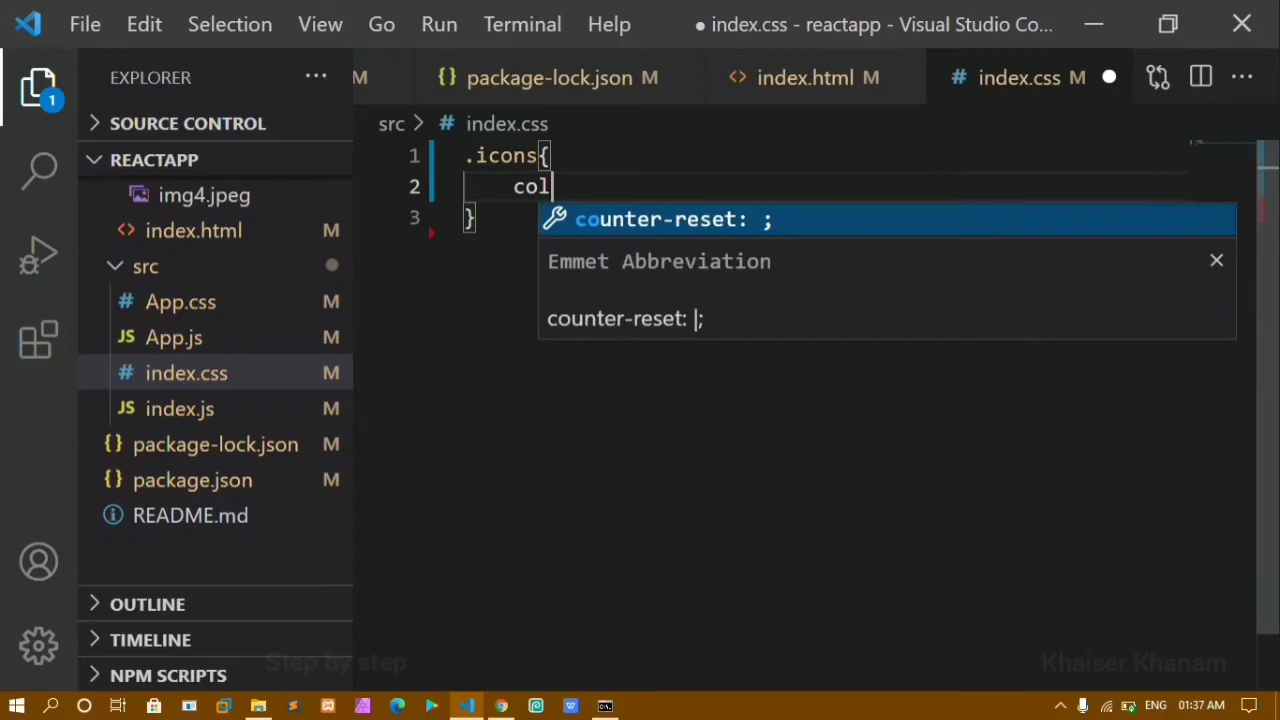 File Edit Selection View Go Run Terminal Help ● index.css - reactapp - Visual Studio Co...
EXPLORER ...
M package-lock.json M index.html M index.css M
SOURCE CONTROL
src > # index.css
REACTAPP
1 .icons{
img4.jpeg
2 col
index.html M
3 }
counter-reset: ;
src
Emmet Abbreviation
App.css M
counter-reset: |;
App.js M
index.css M
index.js M
package-lock.json M
package.json M
README.md
1
OUTLINE
TIMELINE
NPM SCRIPTS
Step by step
Khaiser Khanam
ENG 01:37 AM